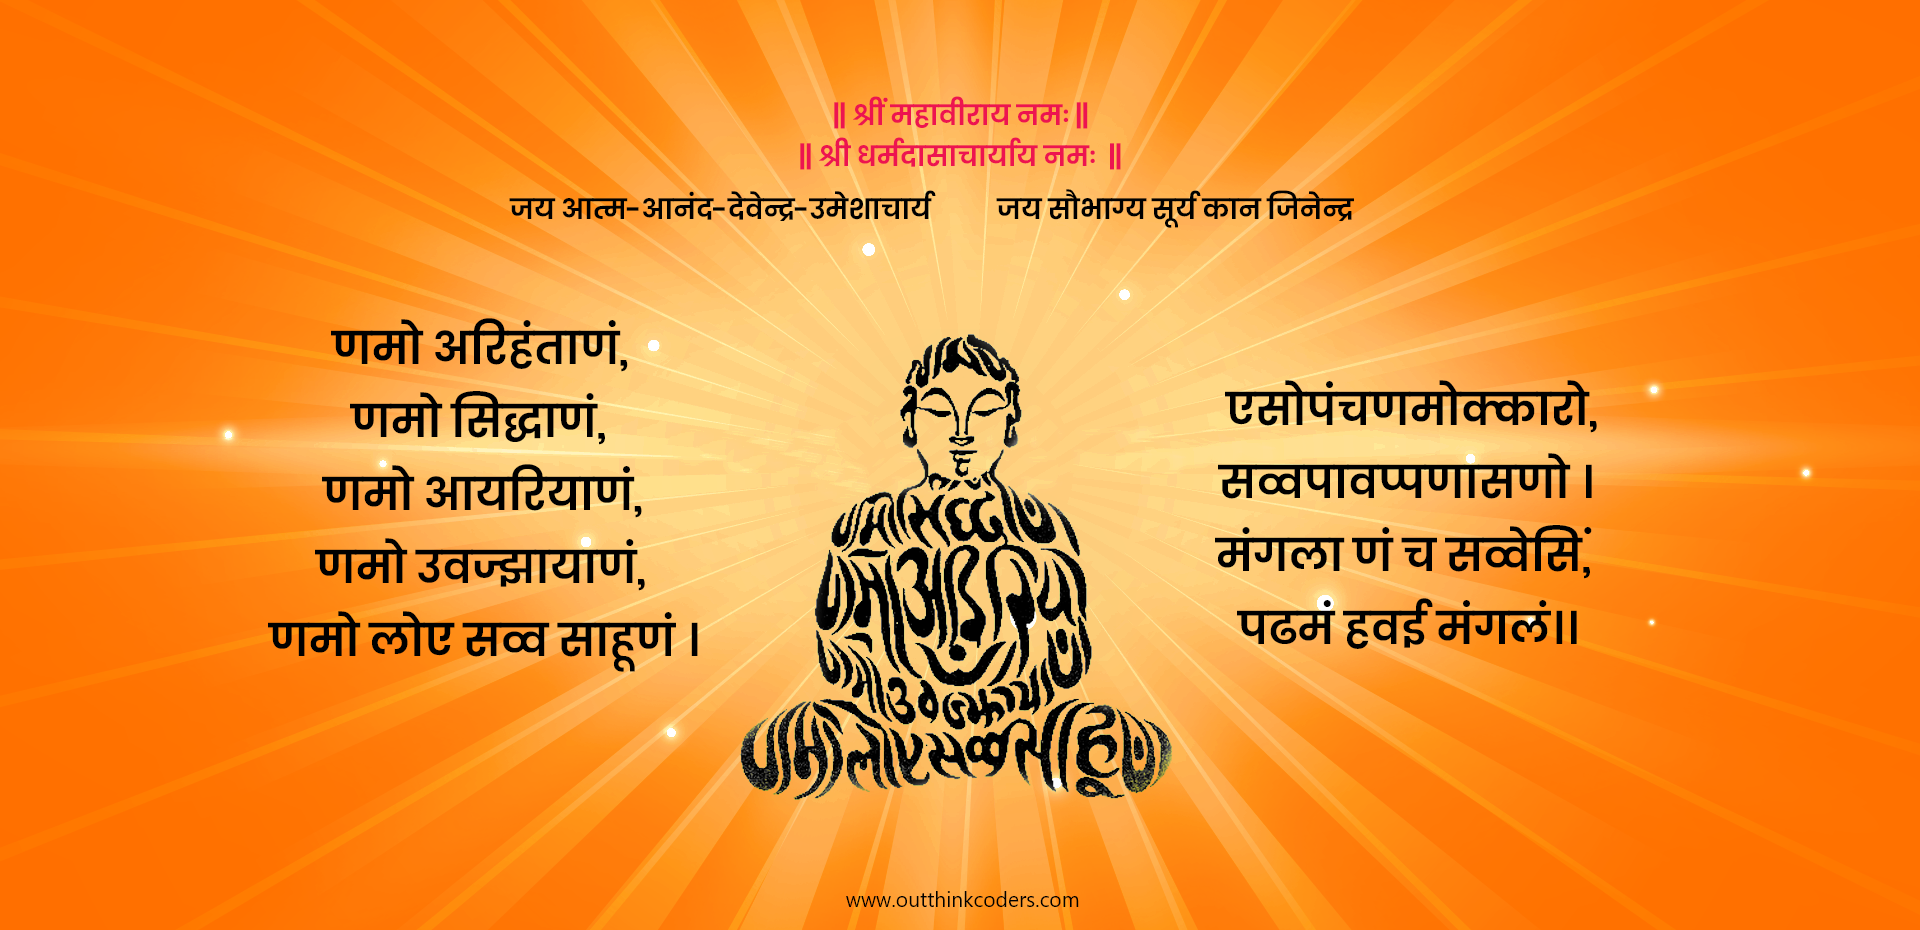 ॥ श्रीं महावीराय नमः॥
॥ श्री धर्मदासाचार्याय नमः ॥
जय आत्म-आनंद-देवेन्द्र-उमेशाचार्य जय सौभाग्य सूर्य कान जिनेन्द्र
णमो अरिहंताणं,
णमो सिद्धाणं,
णमो आयरियाणं,
णमो उवज्झायाणं,
णमो लोए सव्व साहूणं ।
एसोपंचणमोक्कारो,
सव्वपावप्पणासणो ।
मंगला णं च सव्वेसिं,
पढमं हवई मंगलं।।
www.outthinkcoders.com